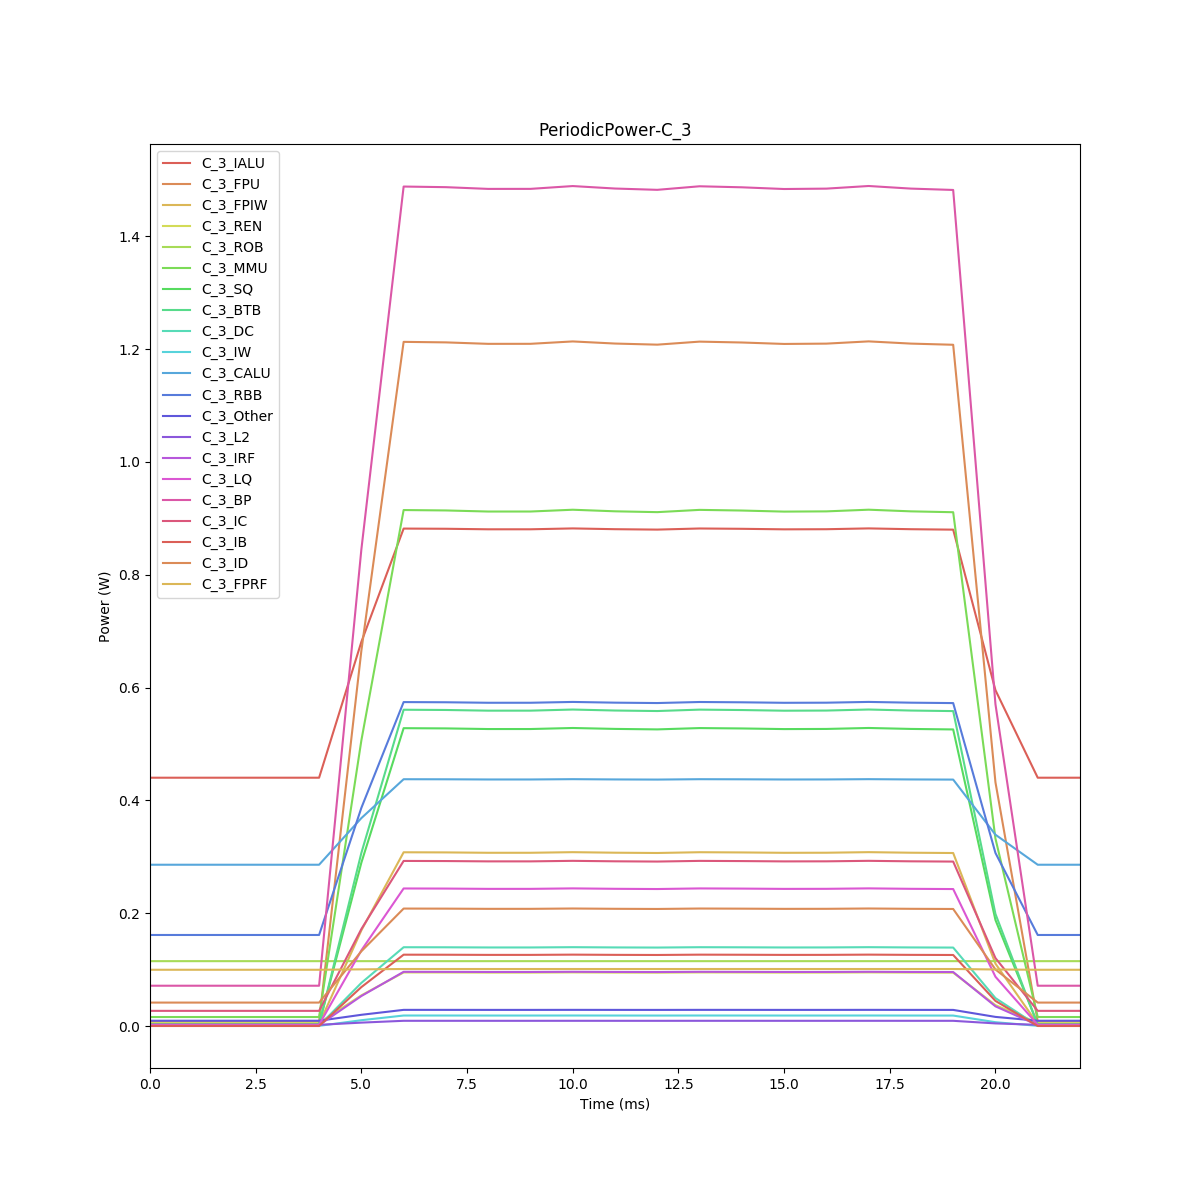 PeriodicPower-C_3
C_3_IALU
C_3_FPU
C_3_FPIW
C_3_REN
C_3_ROB
C_3_MMU
C_3_SQ
C_3_BTB
C_3_DC
C_3_IW
C_3_CALU
C_3_RBB
C_3_Other
C_3_L2
C_3_IRF
C_3_LQ
C_3_BP
C_3_IC
C_3_IB
C_3_ID
C_3_FPRF
1.4
1.2
1.0
0.8
0.6
0.4
0.2
0.0
Power (W)
0.0 2.5 5.0 7.5 10.0 12.5 15.0 17.5 20.0
Time (ms)